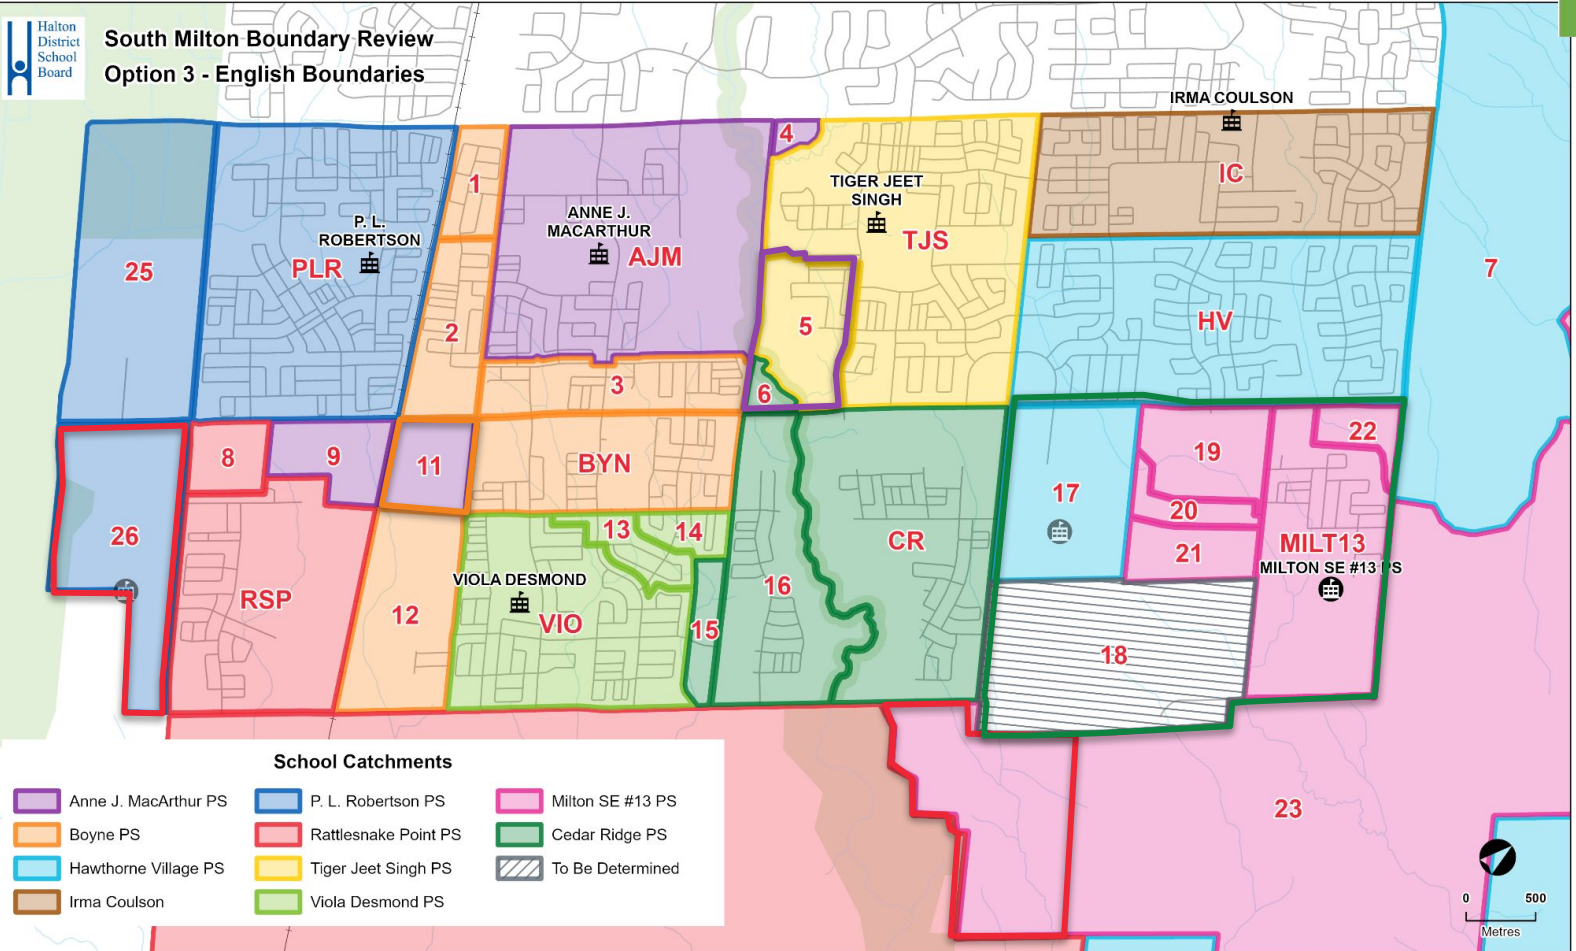 Halton
District
School
Board
South Milton Boundary Review
Option 3 - English Boundaries
IRMA COULSON
IC
4
1
TIGER JEET
SINGH
TJS
ANNE J.
MACARTHUR
AJM
P. L.
ROBERTSON
PLR
25
7
2
5
HV
3
6
8
9
11
BYN
22
19
17
20
26
13
14
CR
21
MILT13
MILTON SE #13 PS
VIOLA DESMOND
VIO
16
RSP
12
15
18
23
School Catchments
Anne J. MacArthur PS
P. L. Robertson PS
Milton SE #13 PS
Boyne PS
Rattlesnake Point PS
Cedar Ridge PS
Hawthorne Village PS
Tiger Jeet Singh PS
To Be Determined
Irma Coulson
Viola Desmond PS
0 500
Metres